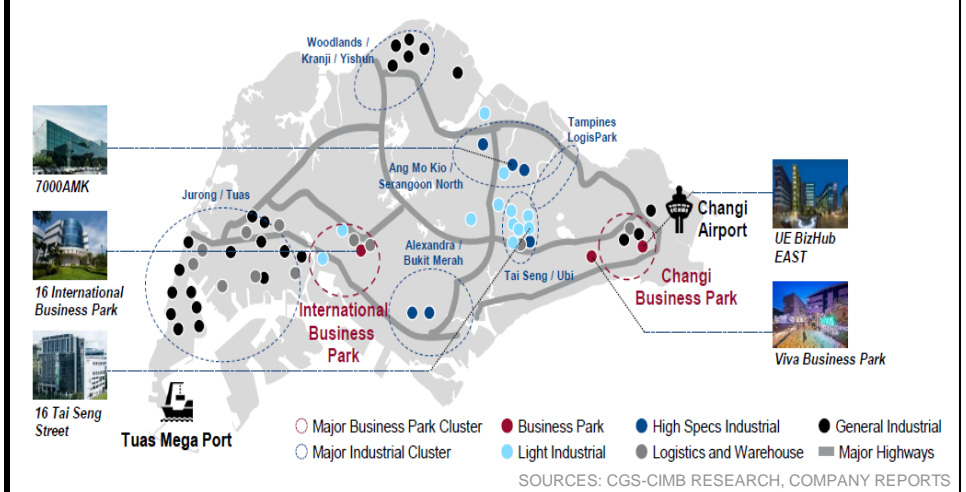 Woodlands /
Kranji / Yishun
Tampines
LogisPark
7000AMK
Ang Mo Kio /
Serangoon North
Jurong / Tuas
Changi
Airport
UE BizHub
EAST
16 International
Business Park
Alexandra /
Bukit Merah
Tai Seng / Ubi
Changi
Business Park
International
Business
Park
Viva Business Park
16 Tai Seng
Street
Tuas Mega Port
Major Business Park Cluster
Business Park
High Specs Industrial
General Industrial
Major Industrial Cluster
Light Industrial
Logistics and Warehouse
Major Highways
SOURCES: CGS-CIMB RESEARCH, COMPANY REPORTS